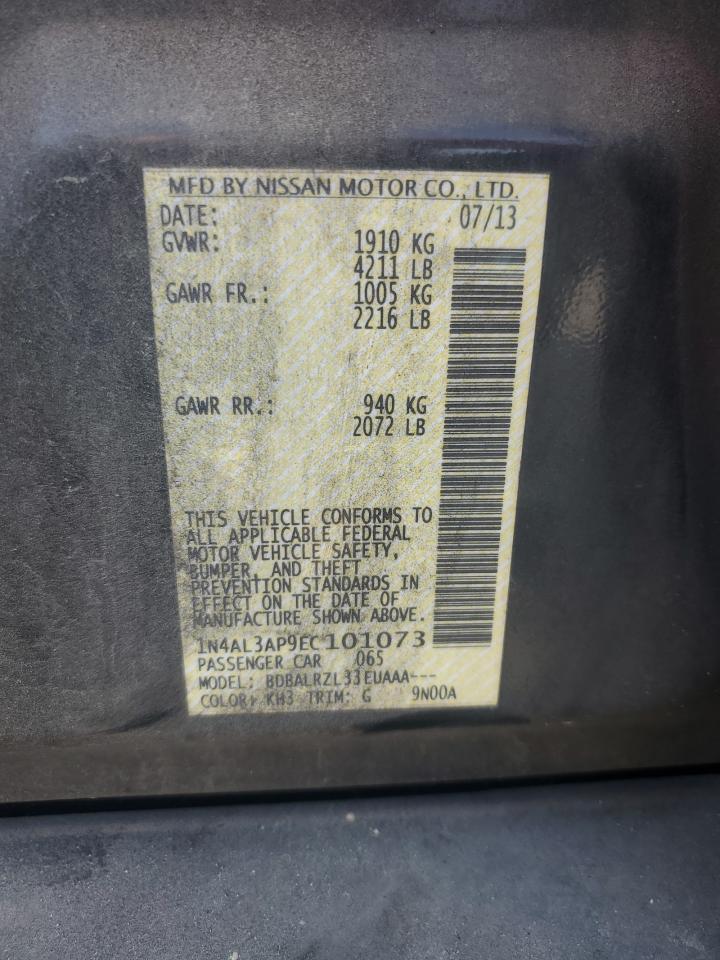 MFD BY NISSAN MOTOR CO., LTD.
DATE: 07/13
GVWR: 1910 KG
4211 LB
GAWR FR.: 1005 KG
2216 LB
GAWR RR.: 940 KG
2072 LB
THIS VEHICLE CONFORMS TO
ALL APPLICABLE FEDERAL
MOTOR VEHICLE SAFETY,
BUMPER, AND THEFT
PREVENTION STANDARDS IN
EFFECT ON THE DATE OF
MANUFACTURE SHOWN ABOVE.
1N4AL3AP9EC101073
PASSENGER CAR 065
MODEL: BDBALRZL33EUAAA---
COLOR: KH3 TRIM: G 9N00A